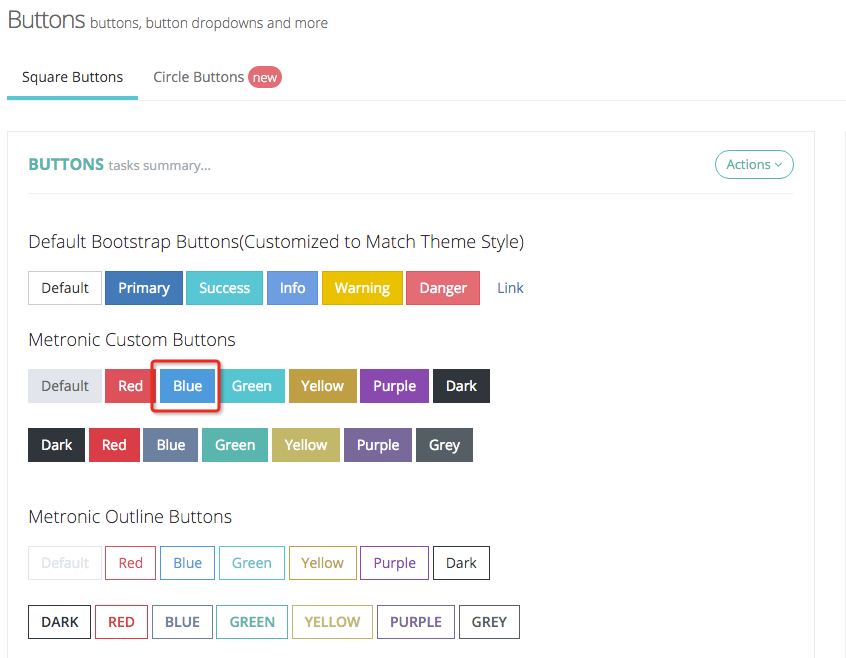 Buttons buttons, button dropdowns and more
Square Buttons Circle Buttons new
BUTTONS tasks summary... Actions
Default Bootstrap Buttons(Customized to Match Theme Style)
Default Primary Success Info Warning Danger Link
Metronic Custom Buttons
Default Red Blue Green Yellow Purple Dark
Dark Red Blue Green Yellow Purple Grey
Metronic Outline Buttons
Default Red Blue Green Yellow Purple Dark
DARK RED BLUE GREEN YELLOW PURPLE GREY